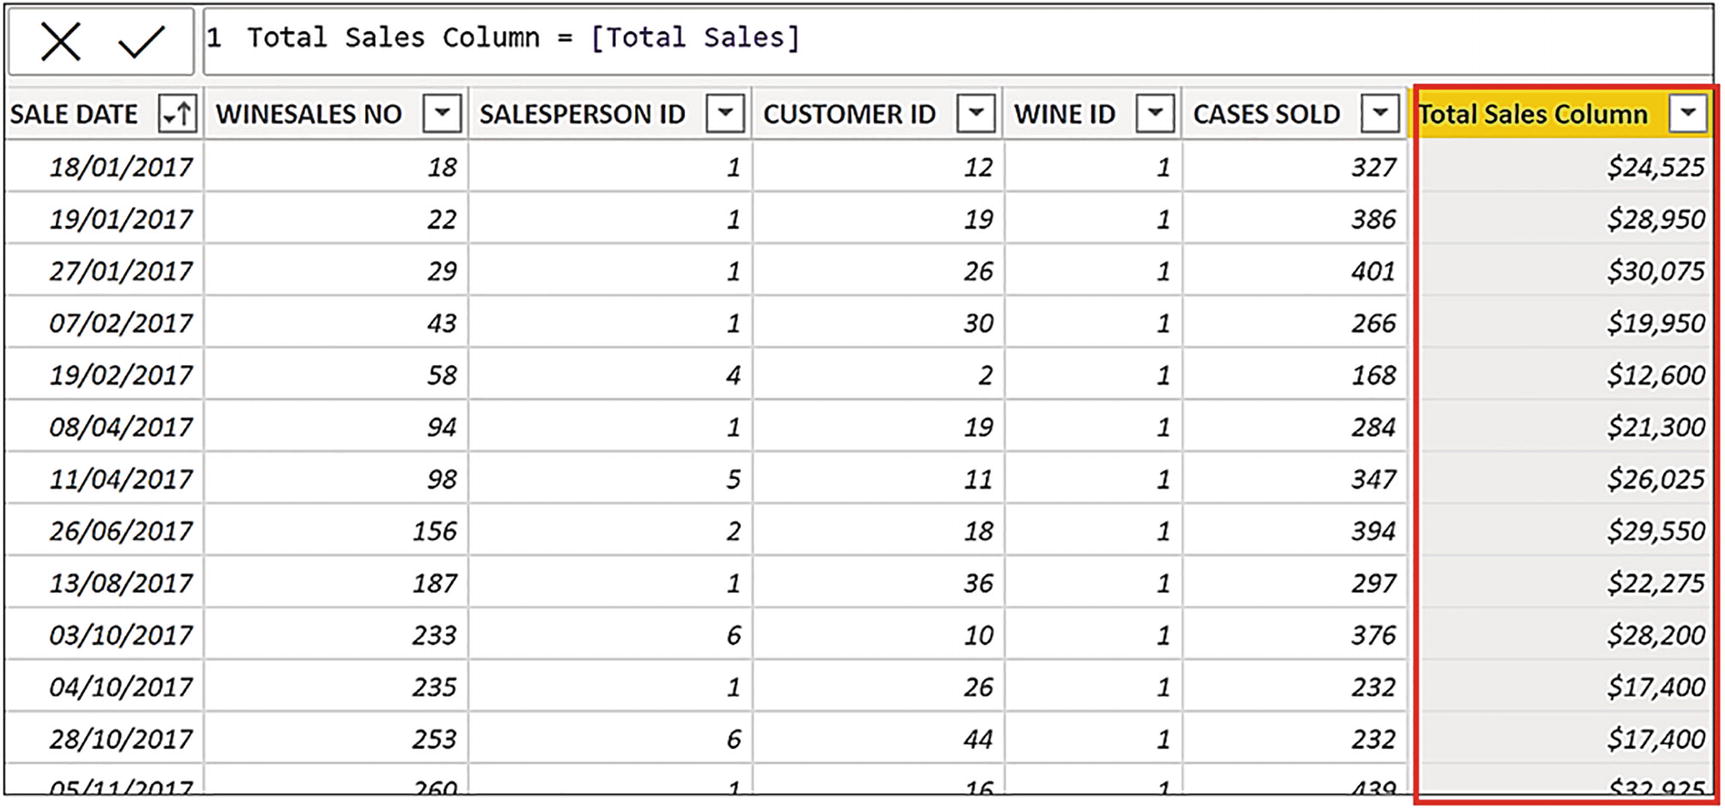 1 Total Sales Column = [Total Sales]
SALE DATE WINESALES NO SALESPERSON ID CUSTOMER ID WINE ID CASES SOLD Total Sales Column
18/01/2017 18 1 12 1 327 $24,525
19/01/2017 22 1 19 1 386 $28,950
27/01/2017 29 1 26 1 401 $30,075
07/02/2017 43 1 30 1 266 $19,950
19/02/2017 58 4 2 1 168 $12,600
08/04/2017 94 1 19 1 284 $21,300
11/04/2017 98 5 11 1 347 $26,025
26/06/2017 156 2 18 1 394 $29,550
13/08/2017 187 1 36 1 297 $22,275
03/10/2017 233 6 10 1 376 $28,200
04/10/2017 235 1 26 1 232 $17,400
28/10/2017 253 6 44 1 232 $17,400
05/11/2017 260 1 16 1 439 $32,925